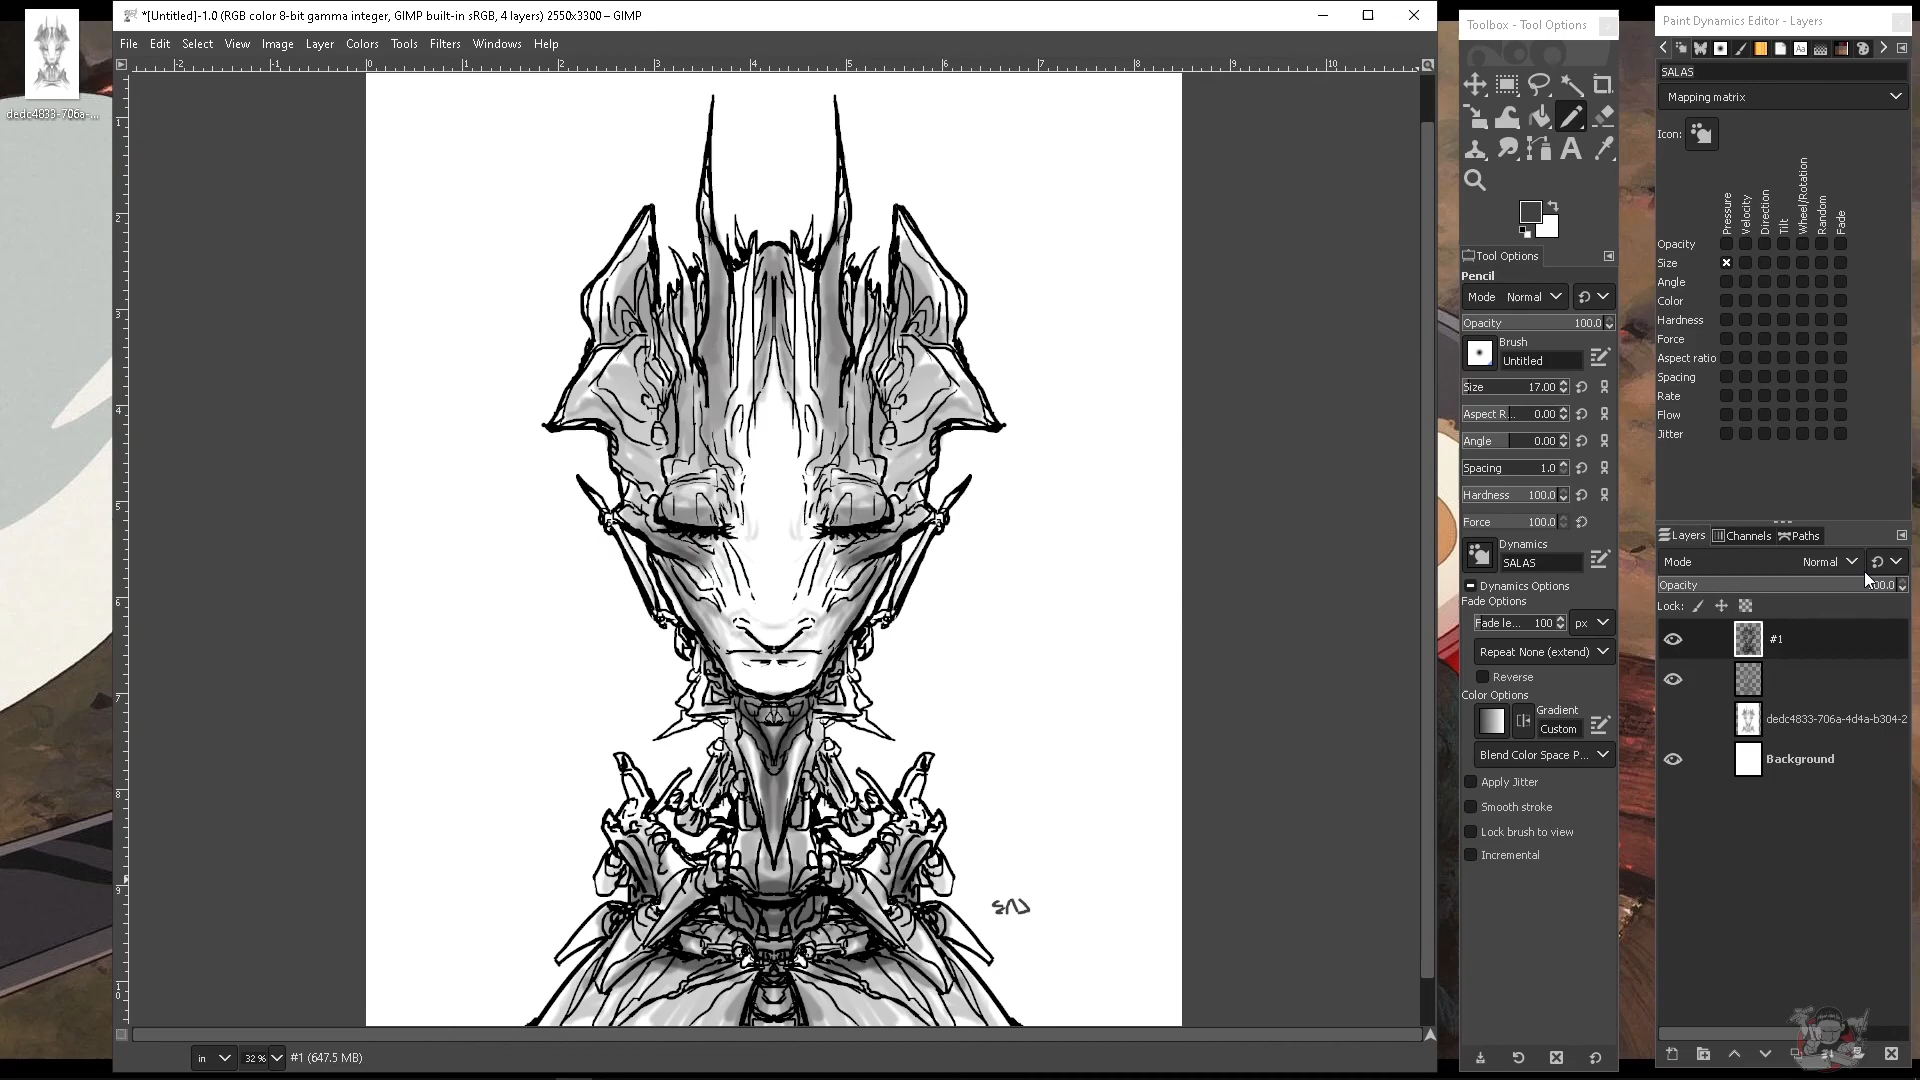 *[Untitled]-1.0 (RGB color 8-bit gamma integer, GIMP built-in sRGB, 4 layers) 2550x3300 – GIMP
File Edit Select View Image Layer Colors Tools Filters Windows Help
dedc4833-706a-...
in 32 % #1 (647.5 MB)
Toolbox - Tool Options
Tool Options
Pencil
Mode Normal
Opacity 100.0
Brush
Untitled
Size 17.00
Aspect R... 0.00
Angle 0.00
Spacing 1.0
Hardness 100.0
Force 100.0
Dynamics
SALAS
Dynamics Options
Fade Options
Fade le... 100 px
Repeat None (extend)
Reverse
Color Options
Gradient
Custom
Blend Color Space P...
Apply Jitter
Smooth stroke
Lock brush to view
Incremental
Paint Dynamics Editor - Layers
SALAS
Mapping matrix
Icon:
Pressure
Velocity
Direction
Tilt
Wheel/Rotation
Random
Fade
Opacity
Size
Angle
Color
Hardness
Force
Aspect ratio
Spacing
Rate
Flow
Jitter
Layers Channels Paths
Mode Normal
Opacity
Lock:
#1
dedc4833-706a-4d4a-b304-2
Background